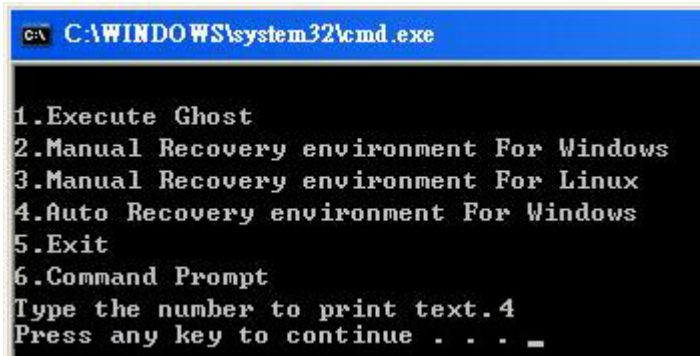 C:\WINDOWS\system32\cmd.exe
1.Execute Ghost
2.Manual Recovery environment For Windows
3.Manual Recovery environment For Linux
4.Auto Recovery environment For Windows
5.Exit
6.Command Prompt
Type the number to print text.4
Press any key to continue . . . _